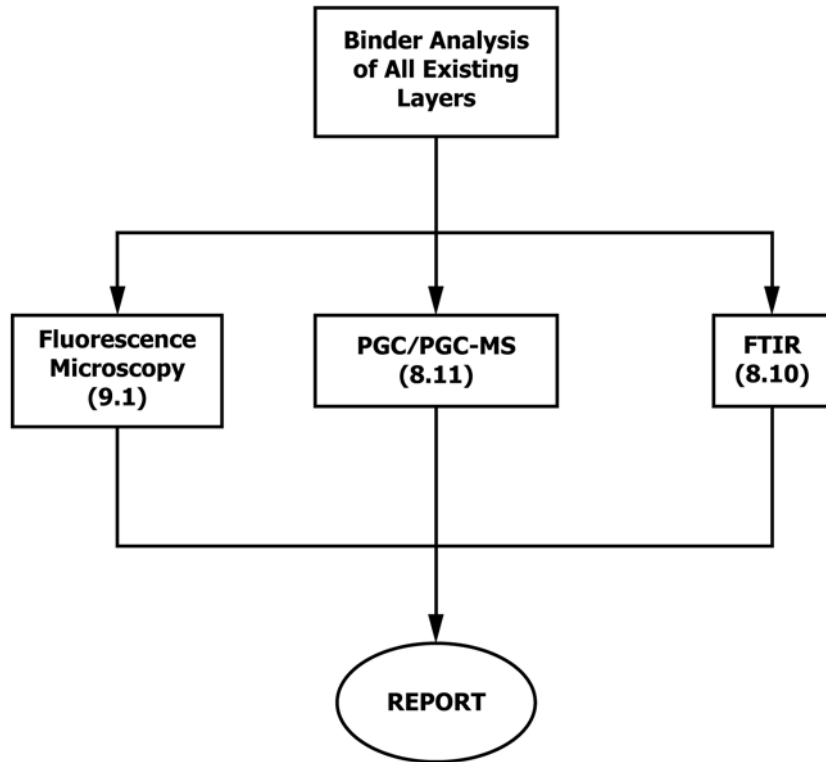 Binder Analysis
of All Existing
Layers
Fluorescence
Microscopy
(9.1)
PGC/PGC-MS
(8.11)
FTIR
(8.10)
REPORT